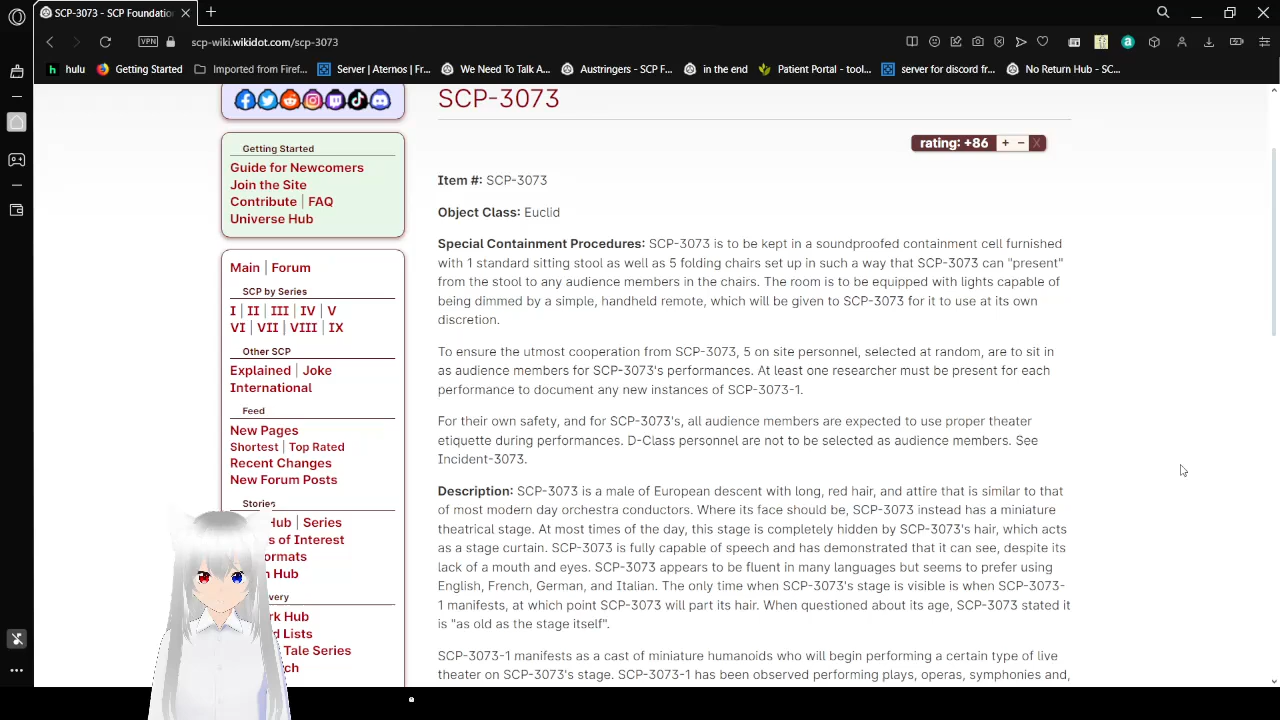 SCP-3073 - SCP Foundatio
scp-wiki.wikidot.com/scp-3073
VPN
hulu
Getting Started
Imported from Firef...
Server | Aternos | Fr...
We Need To Talk A...
Austringers - SCP F...
in the end
Patient Portal - tool...
server for discord fr...
No Return Hub - SC...
SCP-3073
rating: +86 + − X
Getting Started
Guide for Newcomers
Join the Site
Contribute | FAQ
Universe Hub
Main | Forum
SCP by Series
I | II | III | IV | V
VI | VII | VIII | IX
Other SCP
Explained | Joke
International
Feed
New Pages
Shortest | Top Rated
Recent Changes
New Forum Posts
Stories
Hub | Series
s of Interest
ormats
n Hub
very
rk Hub
d Lists
Tale Series
rch
Item #: SCP-3073
Object Class: Euclid
Special Containment Procedures: SCP-3073 is to be kept in a soundproofed containment cell furnished
with 1 standard sitting stool as well as 5 folding chairs set up in such a way that SCP-3073 can "present"
from the stool to any audience members in the chairs. The room is to be equipped with lights capable of
being dimmed by a simple, handheld remote, which will be given to SCP-3073 for it to use at its own
discretion.
To ensure the utmost cooperation from SCP-3073, 5 on site personnel, selected at random, are to sit in
as audience members for SCP-3073's performances. At least one researcher must be present for each
performance to document any new instances of SCP-3073-1.
For their own safety, and for SCP-3073's, all audience members are expected to use proper theater
etiquette during performances. D-Class personnel are not to be selected as audience members. See
Incident-3073.
Description: SCP-3073 is a male of European descent with long, red hair, and attire that is similar to that
of most modern day orchestra conductors. Where its face should be, SCP-3073 instead has a miniature
theatrical stage. At most times of the day, this stage is completely hidden by SCP-3073's hair, which acts
as a stage curtain. SCP-3073 is fully capable of speech and has demonstrated that it can see, despite its
lack of a mouth and eyes. SCP-3073 appears to be fluent in many languages but seems to prefer using
English, French, German, and Italian. The only time when SCP-3073's stage is visible is when SCP-3073-
1 manifests, at which point SCP-3073 will part its hair. When questioned about its age, SCP-3073 stated it
is "as old as the stage itself".
SCP-3073-1 manifests as a cast of miniature humanoids who will begin performing a certain type of live
theater on SCP-3073's stage. SCP-3073-1 has been observed performing plays, operas, symphonies and,